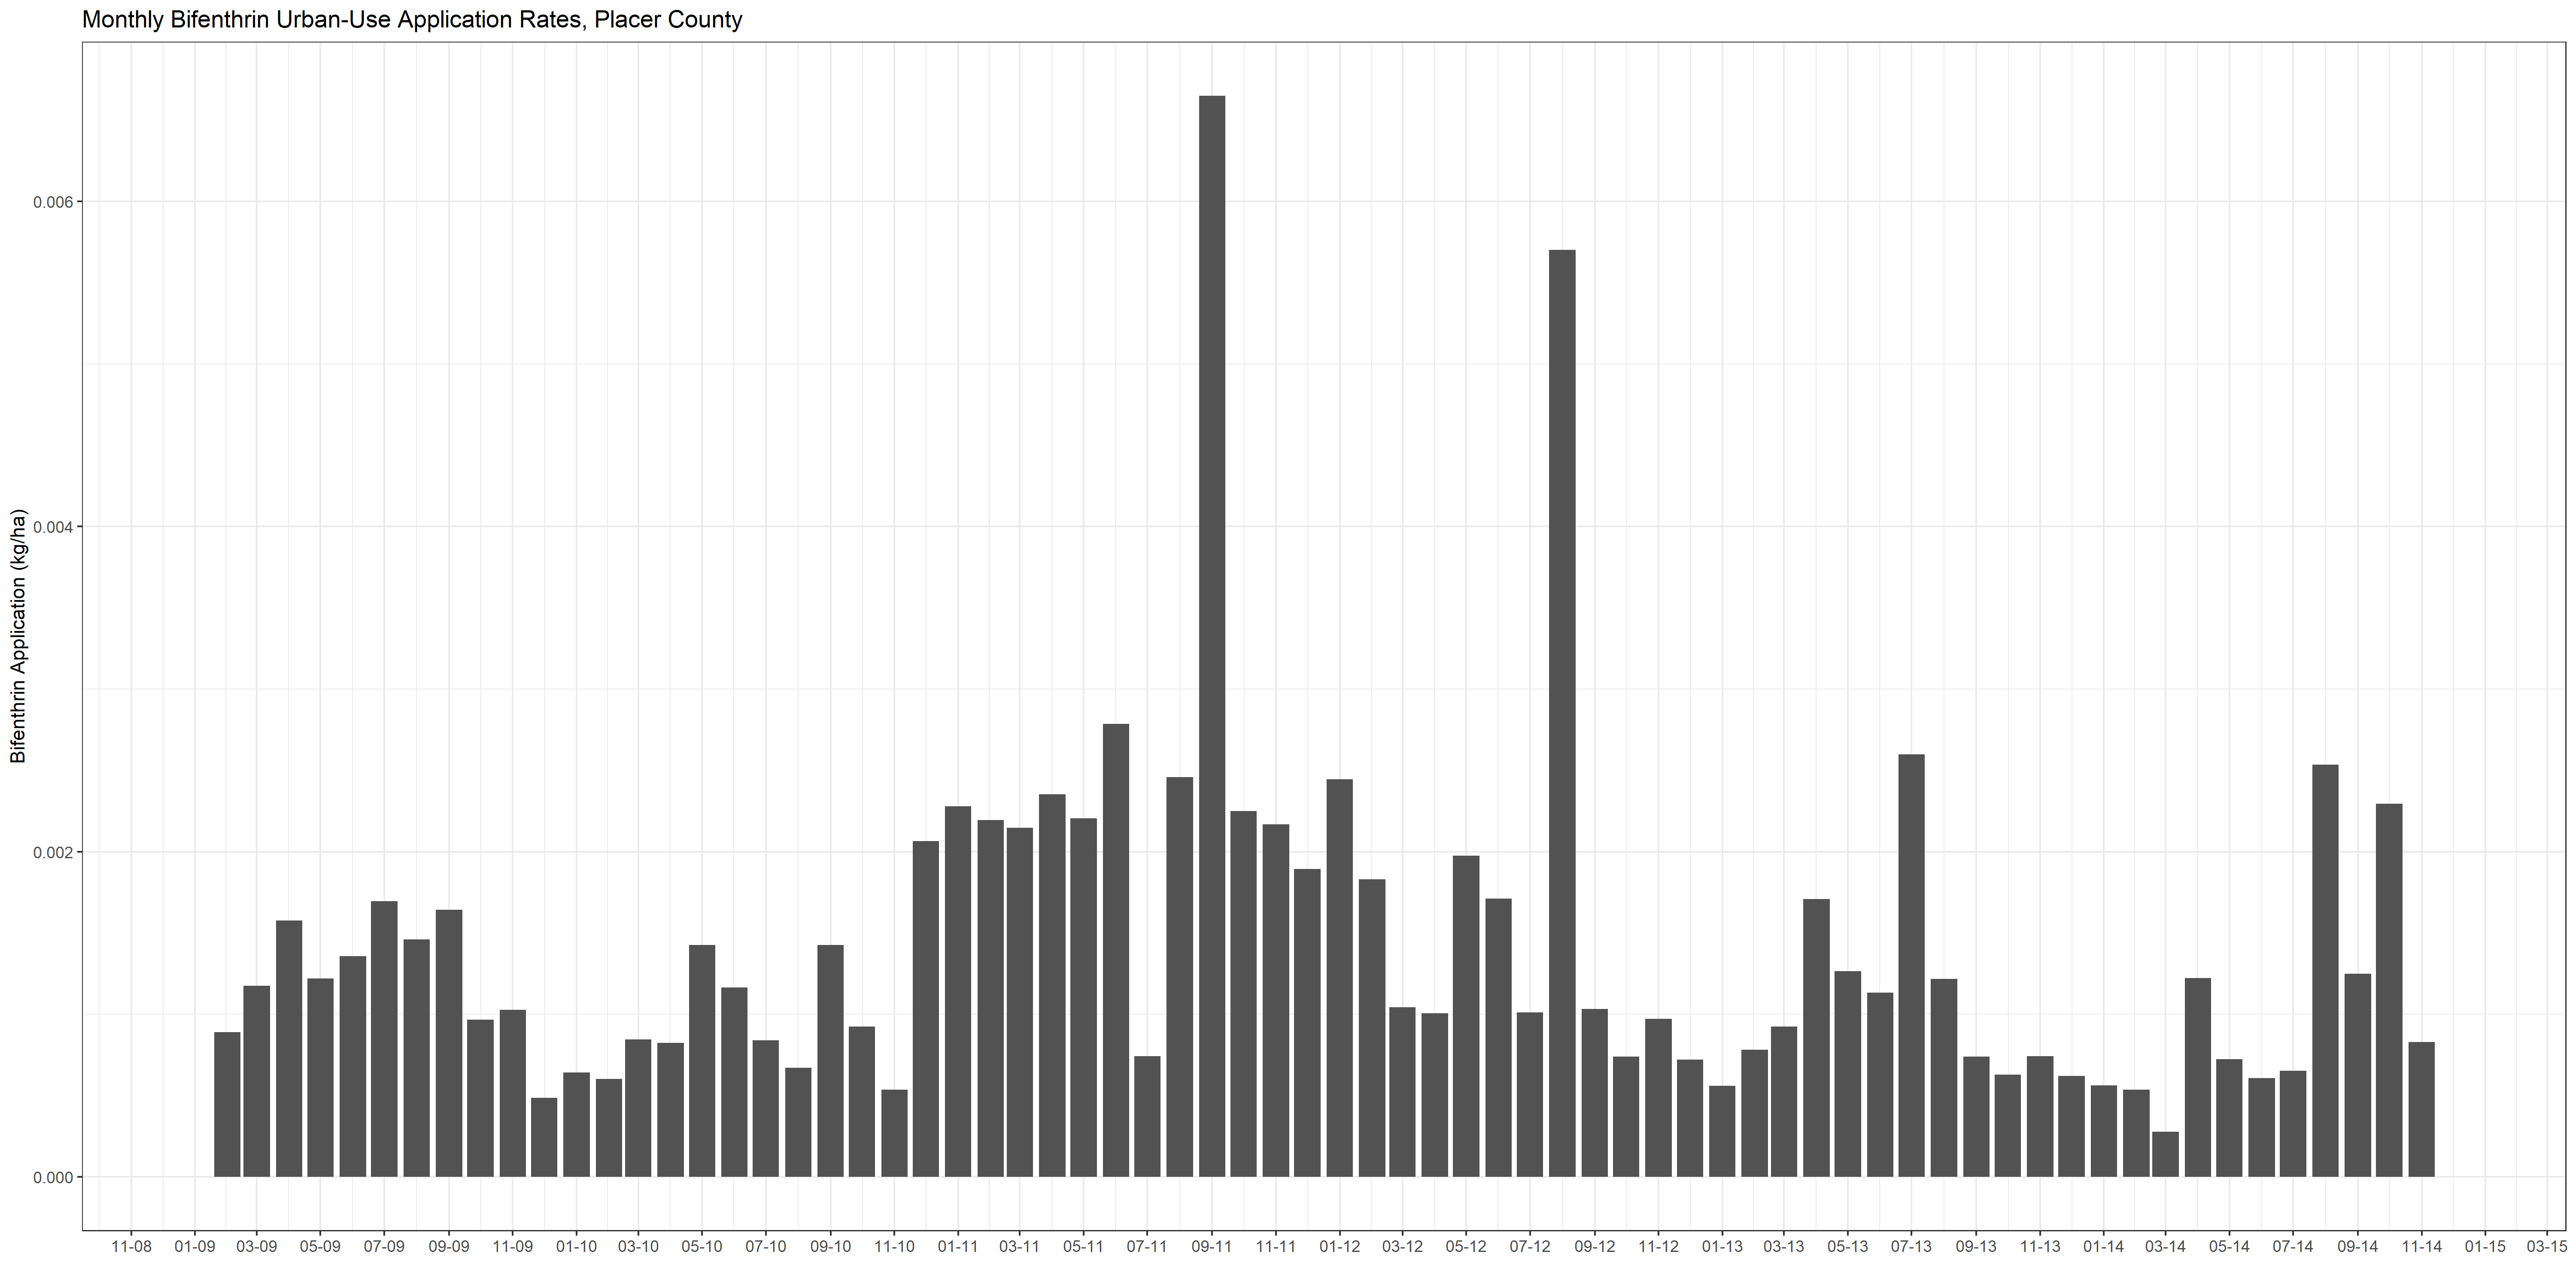 Monthly Bifenthrin Urban-Use Application Rates, Placer County
Bifenthrin Application (kg/ha)
0.006
0.004
0.002
0.000
11-08 01-09 03-09 05-09 07-09 09-09 11-09 01-10 03-10 05-10 07-10 09-10 11-10 01-11 03-11 05-11 07-11 09-11 11-11 01-12 03-12 05-12 07-12 09-12 11-12 01-13 03-13 05-13 07-13 09-13 11-13 01-14 03-14 05-14 07-14 09-14 11-14 01-15 03-15